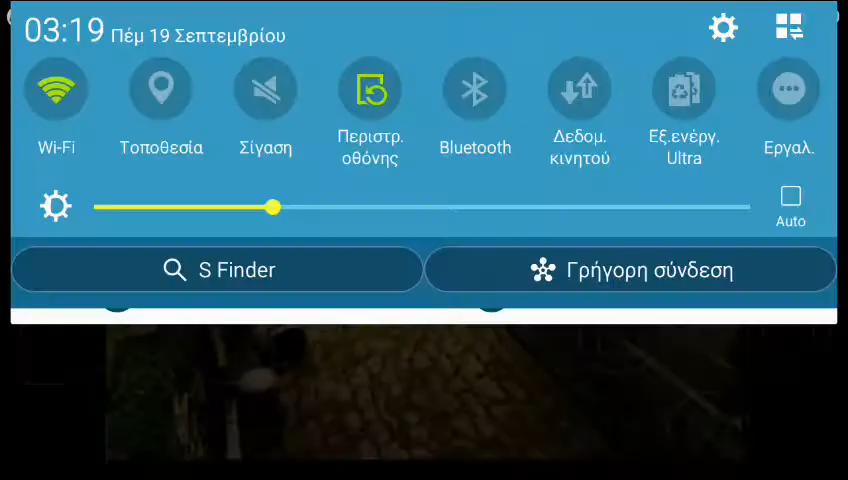 03:19 Πέμ 19 Σεπτεμβρίου
Wi-Fi
Τοποθεσία
Σίγαση
Περιστρ.
οθόνης
Bluetooth
Δεδομ.
κινητού
Εξ.ενέργ.
Ultra
Εργαλ.
Auto
S Finder
Γρήγορη σύνδεση